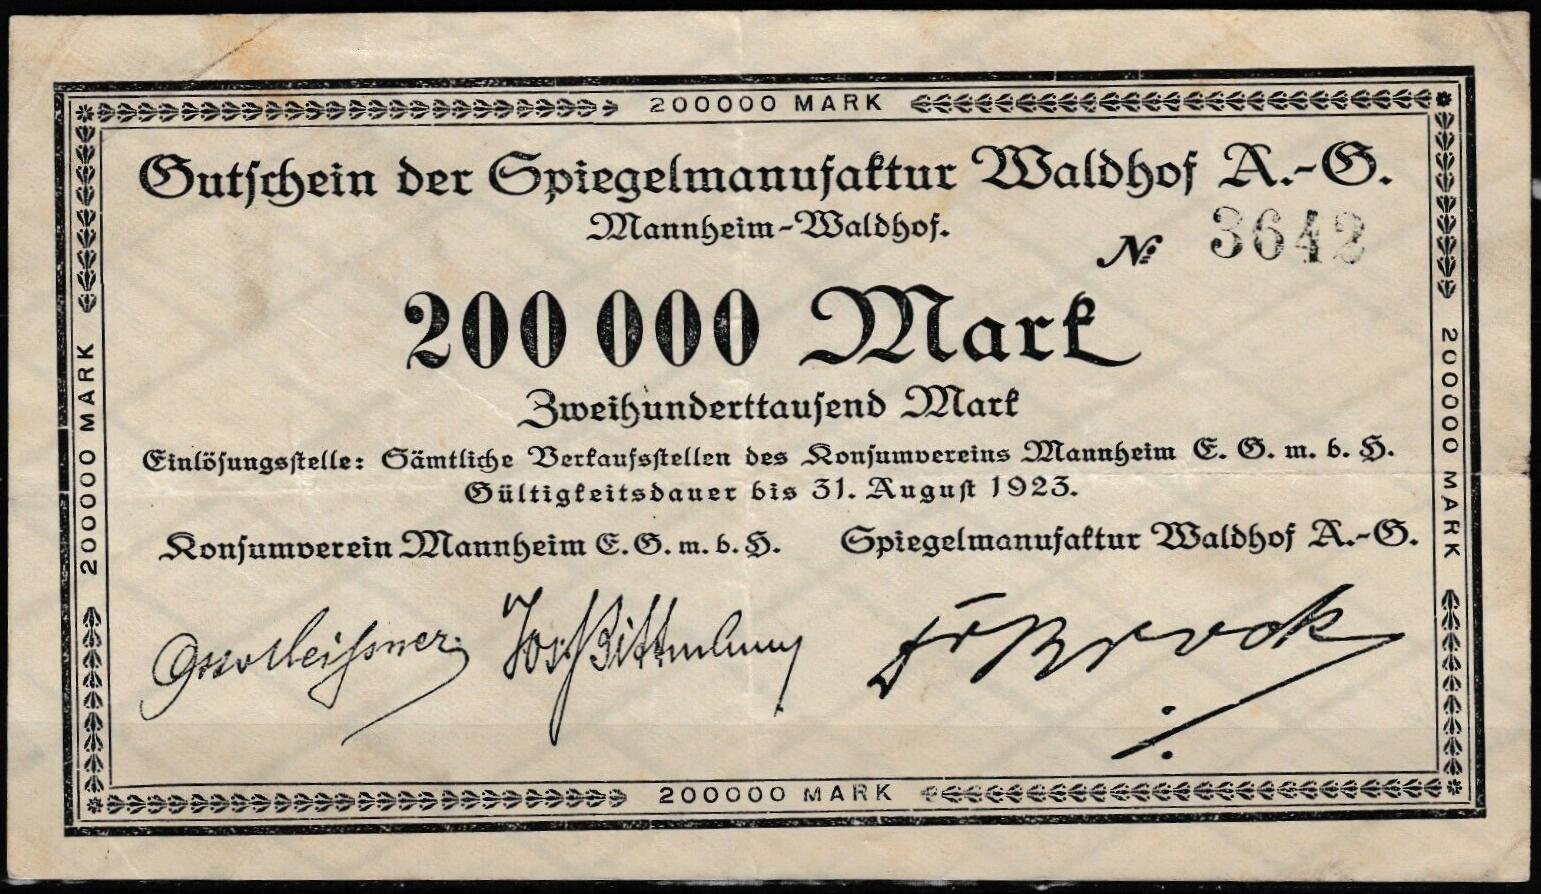 200000 MARK
Gutschein der Spiegelmanufaktur Waldhof A.-G.
Mannheim-Waldhof.
No 3642
200 000 Mark
Zweihunderttausend Mark
Einlösungsstelle: Sämtliche Verkaufsstellen des Konsumvereins Mannheim E. G. m. b. H.
Gültigkeitsdauer bis 31. August 1923.
Konsumverein Mannheim E. G. m. b. H.
Spiegelmanufaktur Waldhof A.-G.
200000 MARK
200000 MARK
200000 MARK